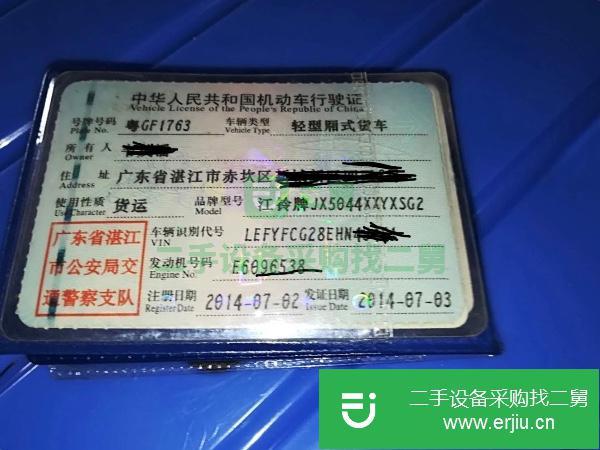 中华人民共和国机动车行驶证
Vehicle License of the People's Republic of China
号牌号码 粤GF1763 车辆类型 轻型厢式货车
Plate No. Vehicle Type
所有人
Owner
住址 广东省湛江市赤坎区
Address
使用性质 货运 品牌型号 江铃牌JX5044XXYXSG2
Use Character Model
车辆识别代号 LEFYFCG28EHN
VIN
二手设备采购找二舅
发动机号码 E6096538
Engine No.
注册日期 2014-07-02 发证日期 2014-07-03
Register Date Issue Date
广东省湛江
市公安局交
通警察支队
二手设备采购找二舅
www.erjiu.cn